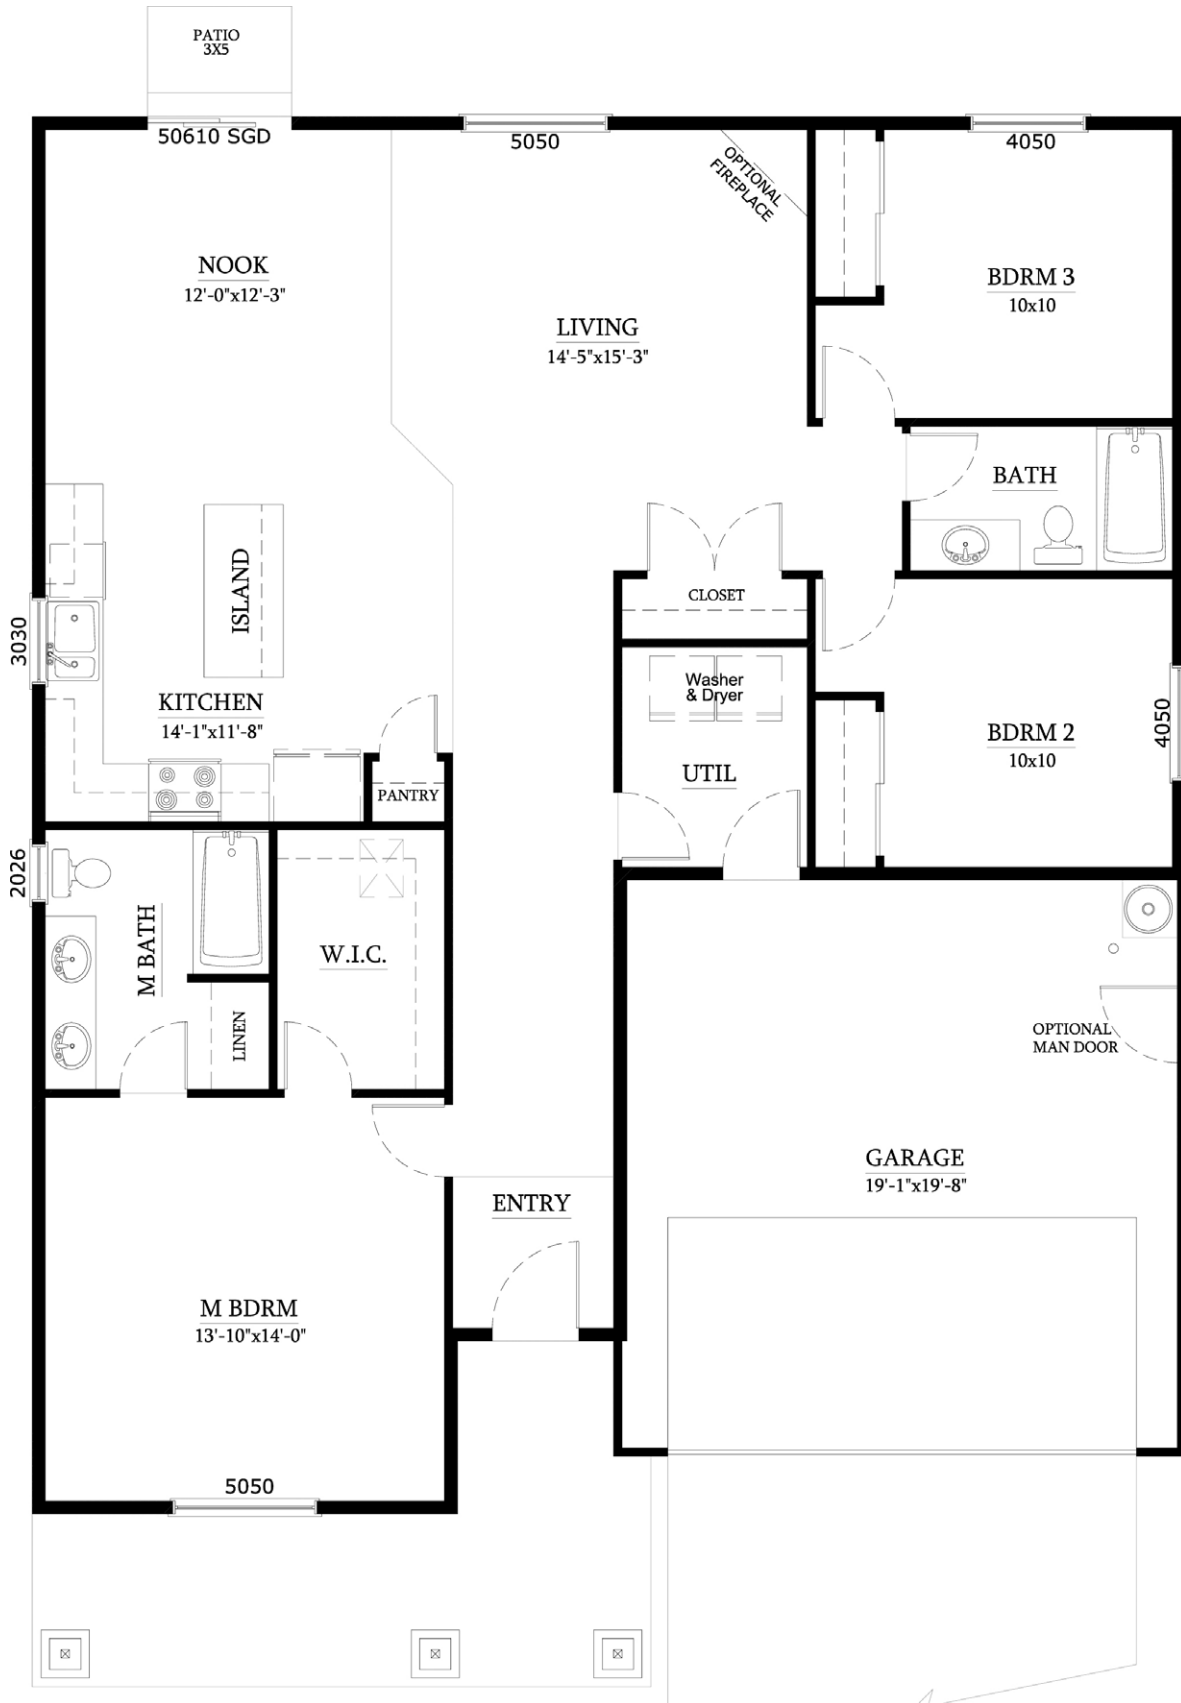 PATIO
3X5
50610 SGD
5050
4050
OPTIONAL
FIREPLACE
NOOK
12'-0"x12'-3"
LIVING
14'-5"x15'-3"
BDRM 3
10x10
BATH
ISLAND
CLOSET
3030
Washer
& Dryer
KITCHEN
14'-1"x11'-8"
4050
BDRM 2
10x10
UTIL
PANTRY
2026
M BATH
W.I.C.
LINEN
OPTIONAL
MAN DOOR
GARAGE
19'-1"x19'-8"
ENTRY
M BDRM
13'-10"x14'-0"
5050